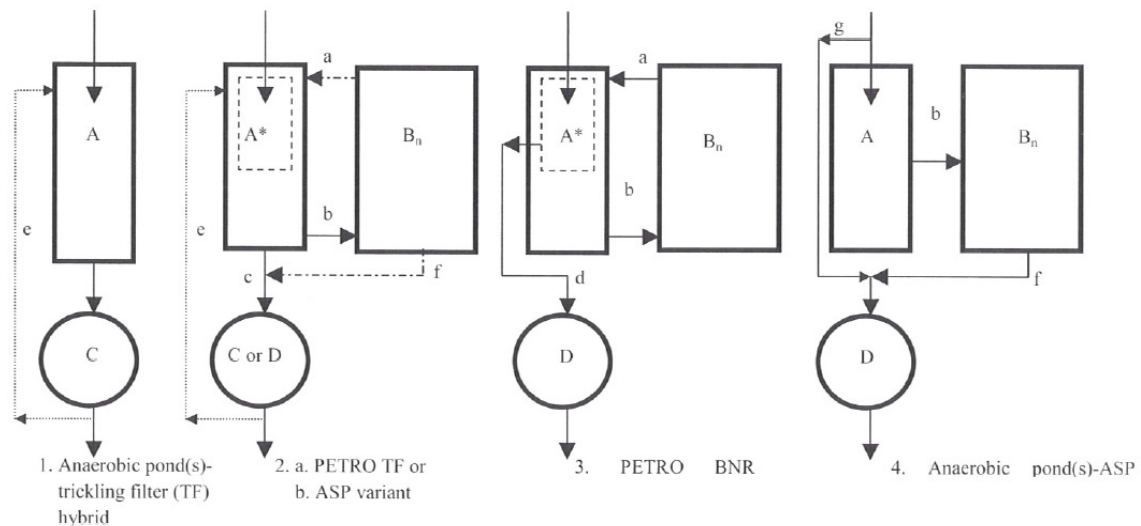 g
a
a
A
A*
Bn
A*
Bn
A
b
Bn
e
e
b
b
c
f
d
f
C
C or D
D
D
1. Anaerobic pond(s)-
trickling filter (TF)
hybrid
2. a. PETRO TF or
b. ASP variant
3. PETRO BNR
4. Anaerobic pond(s)-ASP